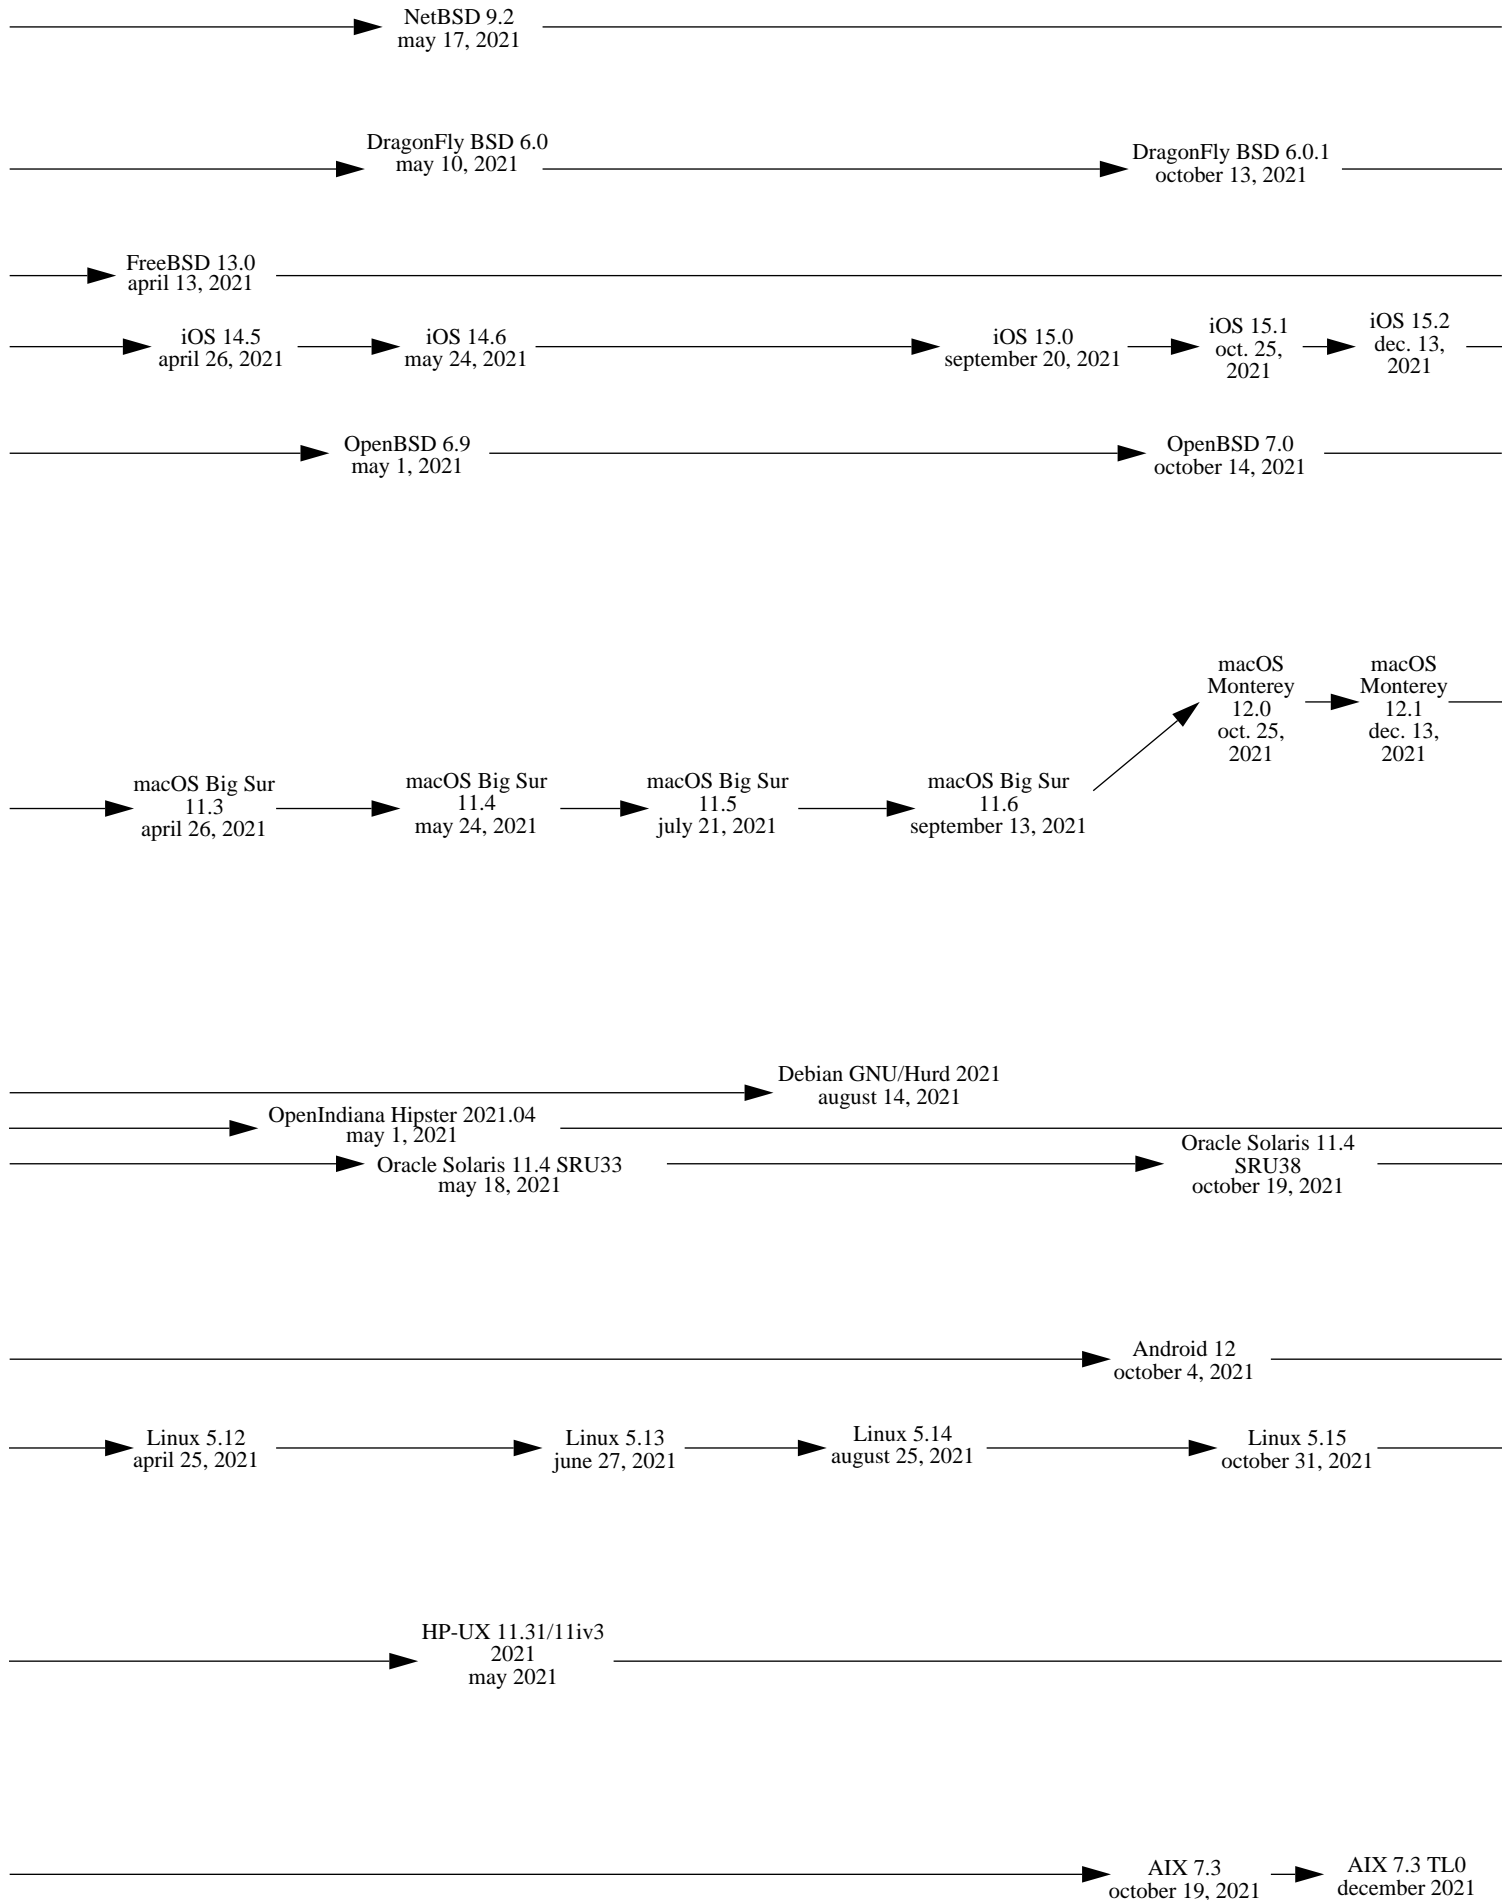 NetBSD 9.2
may 17, 2021
DragonFly BSD 6.0
may 10, 2021
DragonFly BSD 6.0.1
october 13, 2021
FreeBSD 13.0
april 13, 2021
iOS 14.5
april 26, 2021
iOS 14.6
may 24, 2021
iOS 15.0
september 20, 2021
iOS 15.1
oct. 25,
2021
iOS 15.2
dec. 13,
2021
OpenBSD 6.9
may 1, 2021
OpenBSD 7.0
october 14, 2021
macOS
Monterey
12.0
oct. 25,
2021
macOS
Monterey
12.1
dec. 13,
2021
macOS Big Sur
11.3
april 26, 2021
macOS Big Sur
11.4
may 24, 2021
macOS Big Sur
11.5
july 21, 2021
macOS Big Sur
11.6
september 13, 2021
Debian GNU/Hurd 2021
august 14, 2021
OpenIndiana Hipster 2021.04
may 1, 2021
Oracle Solaris 11.4 SRU33
may 18, 2021
Oracle Solaris 11.4
SRU38
october 19, 2021
Android 12
october 4, 2021
Linux 5.12
april 25, 2021
Linux 5.13
june 27, 2021
Linux 5.14
august 25, 2021
Linux 5.15
october 31, 2021
HP-UX 11.31/11iv3
2021
may 2021
AIX 7.3
october 19, 2021
AIX 7.3 TL0
december 2021